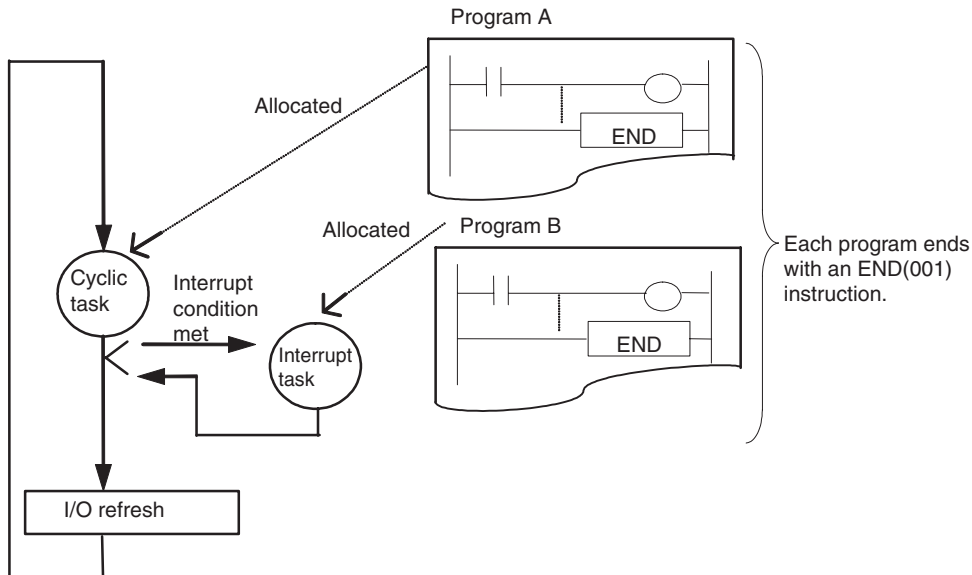 Program A
Allocated
END
Allocated
Program B
Each program ends
with an END(001)
instruction.
Cyclic
task
Interrupt
condition
met
Interrupt
task
END
I/O refresh